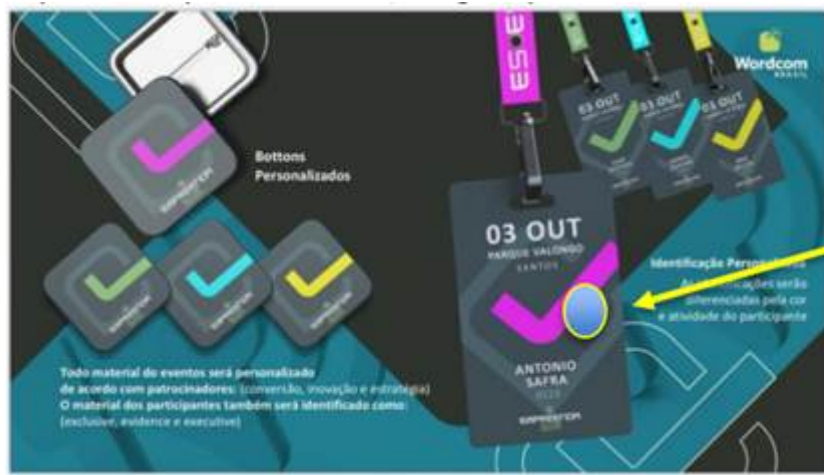 Wordcom
BRASIL
ESE
03 OUT
03 OUT
03 OUT
Bottons
Personalizados
03 OUT
PARQUE VALONGO
SANTOS
Identificação
As
serão
diferenciadas pela cor
e atividade do participante
ANTONIO
SAFRA
Todo material do eventos será personalizado
de acordo com patrocinadores: (conversão, inovação e estratégia)
O material dos participantes também será identificado como:
(exclusive, evidence e executive)